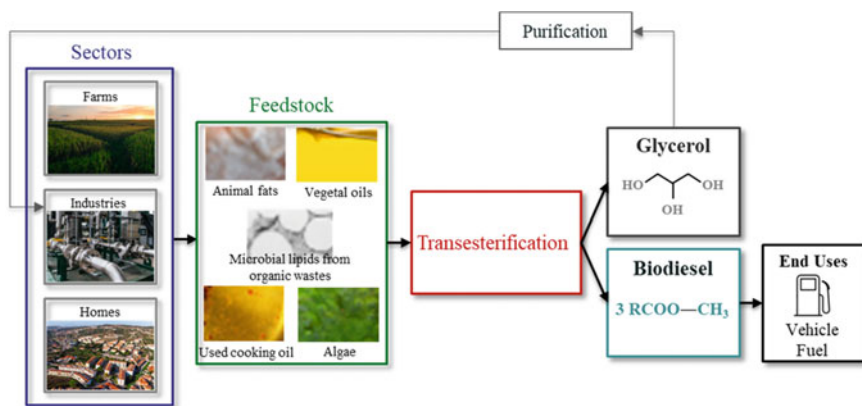 Purification
Sectors
Farms
Industries
Homes
Feedstock
Animal fats
Vegetal oils
Microbial lipids from
organic wastes
Used cooking oil
Algae
Transesterification
Glycerol
HO
OH
OH
Biodiesel
3 RCOO—CH₃
End Uses
Vehicle
Fuel